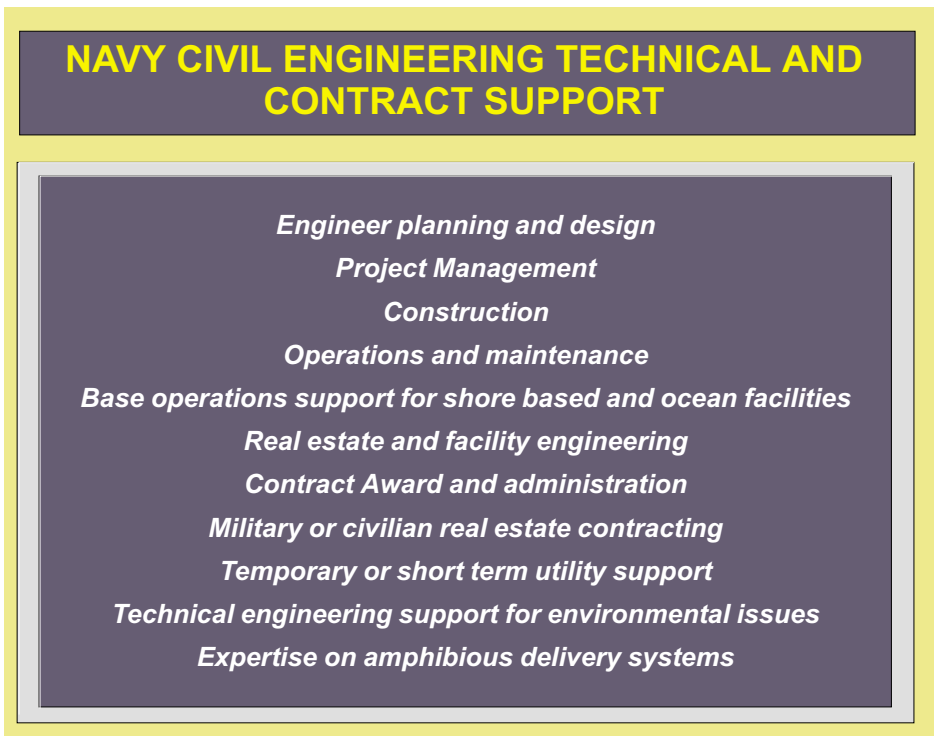 NAVY CIVIL ENGINEERING TECHNICAL AND
CONTRACT SUPPORT
Engineer planning and design
Project Management
Construction
Operations and maintenance
Base operations support for shore based and ocean facilities
Real estate and facility engineering
Contract Award and administration
Military or civilian real estate contracting
Temporary or short term utility support
Technical engineering support for environmental issues
Expertise on amphibious delivery systems